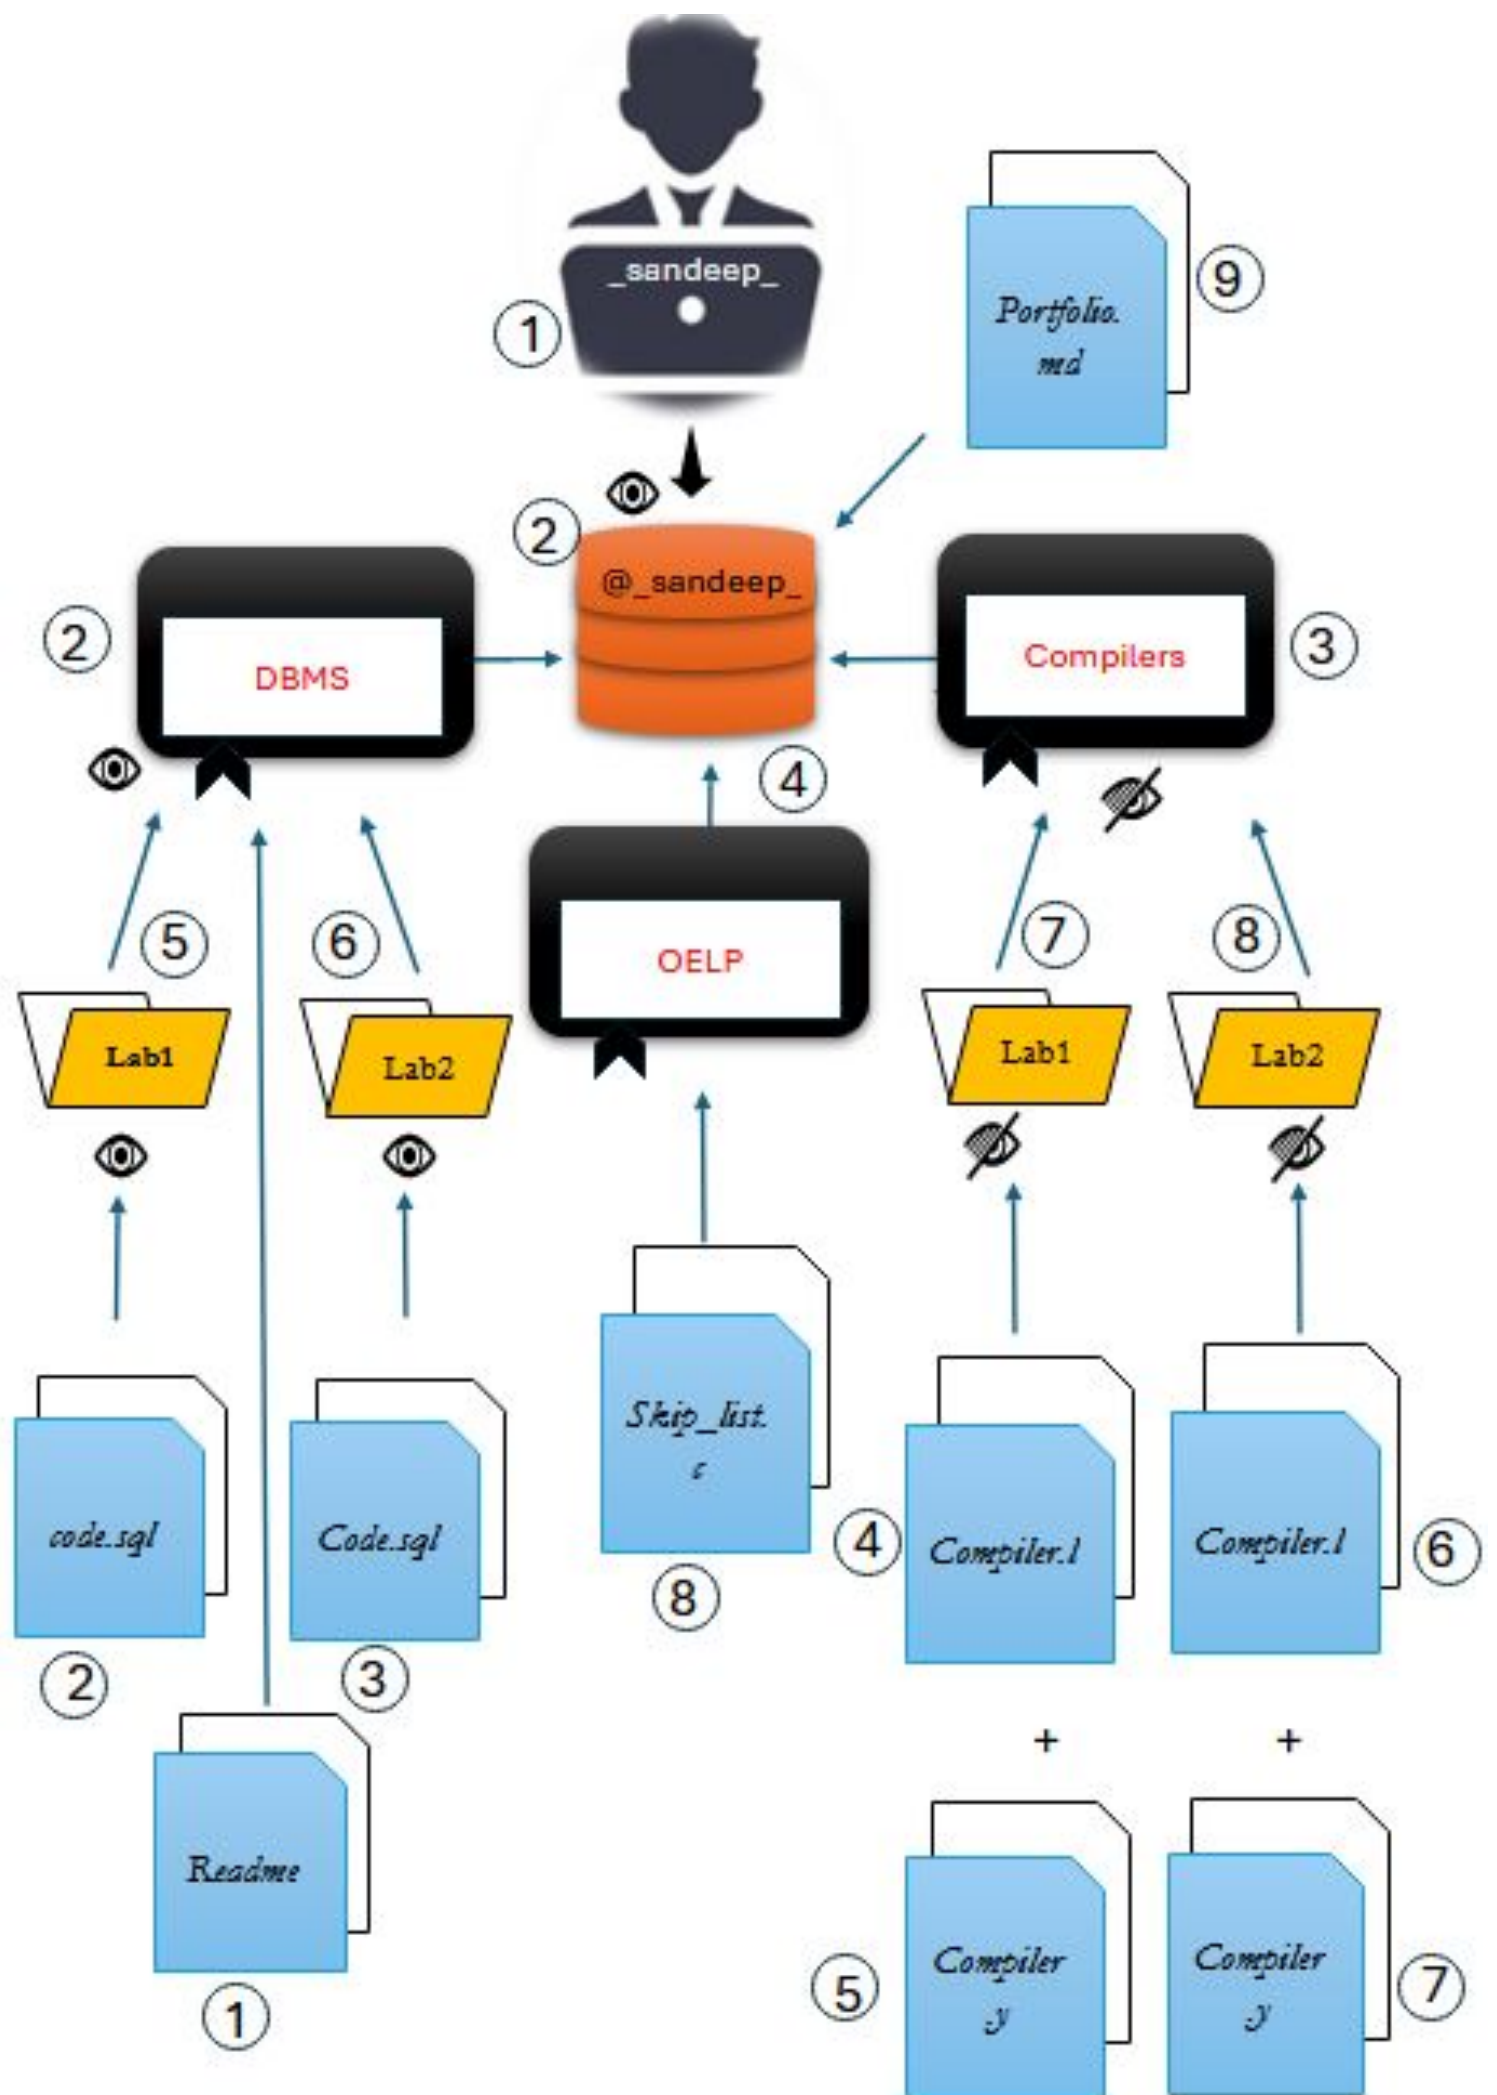 _sandeep_
1
9
Portfolio.
md
2
@_sandeep_
2
DBMS
Compilers
3
4
5
6
OELP
7
8
Lab1
Lab2
Lab1
Lab2
code.sql
Code.sql
Skip_list.
c
4
Compiler.l
Compiler.l
6
2
3
8
+
+
Readme
5
Compiler
.y
Compiler
.y
7
1